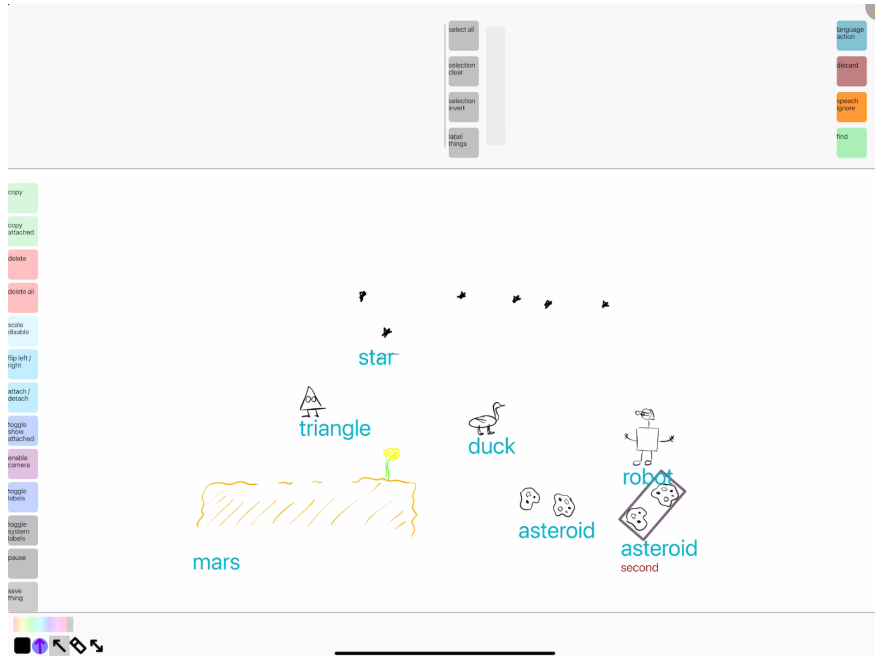 select all
selection
clear
selection
invert
label
things
language
action
discard
speech
ignore
find
copy
copy
attached
delete
delete all
scale
disable
flip left /
right
attach /
detach
toggle
show
attached
enable
camera
toggle
labels
toggle
system
labels
pause
save
thing
star
triangle
duck
robot
asteroid
asteroid
second
mars